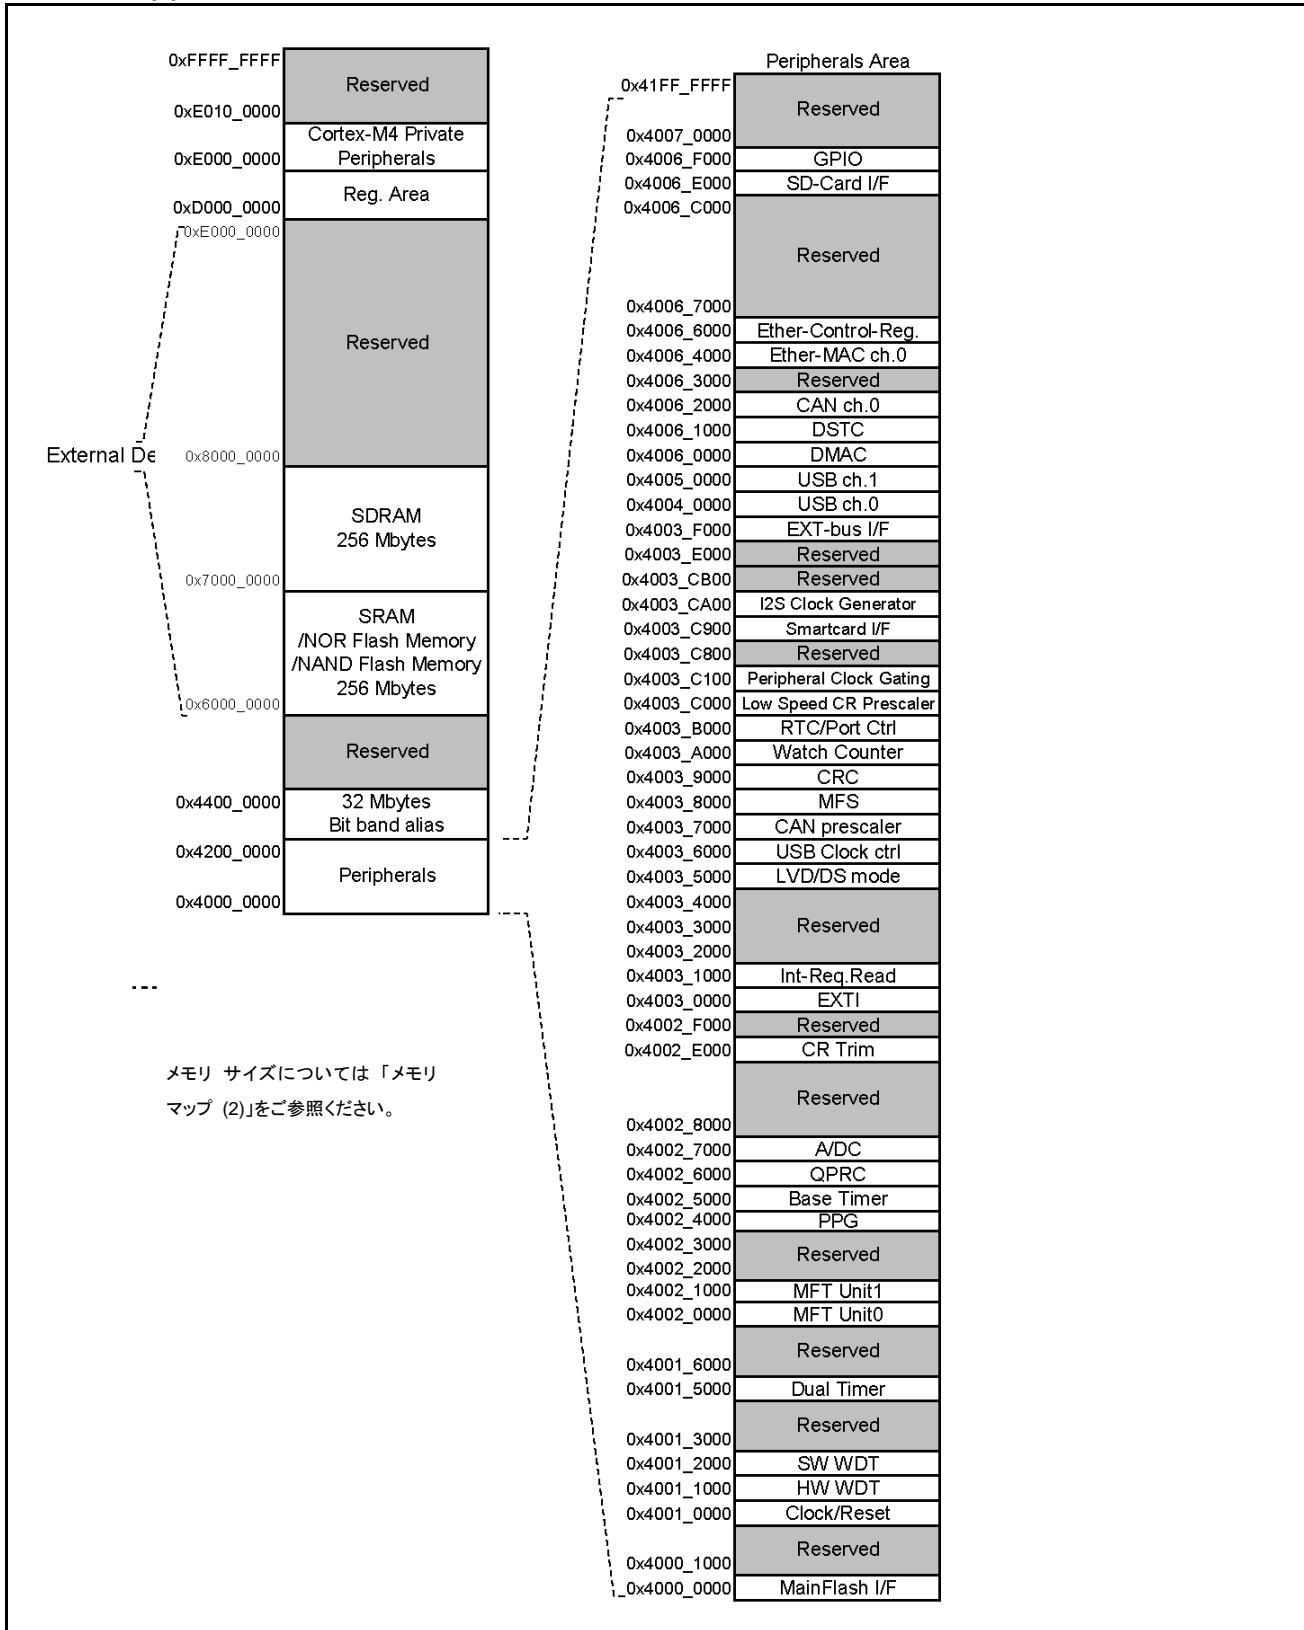 0xFFFF_FFFF
Reserved
0xE010_0000
Cortex-M4 Private
Peripherals
0xE000_0000
Reg. Area
0xD000_0000
0xE000_0000
Reserved
External De
0x8000_0000
SDRAM
256 Mbytes
0x7000_0000
SRAM
/NOR Flash Memory
/NAND Flash Memory
256 Mbytes
0x6000_0000
Reserved
0x4400_0000
32 Mbytes
Bit band alias
0x4200_0000
Peripherals
0x4000_0000
メモリ サイズについては 「メモリ
マップ (2)」をご参照ください。
Peripherals Area
0x41FF_FFFF
Reserved
0x4007_0000
0x4006_F000 GPIO
0x4006_E000 SD-Card I/F
0x4006_C000
Reserved
0x4006_7000
0x4006_6000 Ether-Control-Reg.
0x4006_4000 Ether-MAC ch.0
0x4006_3000 Reserved
0x4006_2000 CAN ch.0
0x4006_1000 DSTC
0x4006_0000 DMAC
0x4005_0000 USB ch.1
0x4004_0000 USB ch.0
0x4003_F000 EXT-bus I/F
0x4003_E000 Reserved
0x4003_CB00 Reserved
0x4003_CA00 I2S Clock Generator
0x4003_C900 Smartcard I/F
0x4003_C800 Reserved
0x4003_C100 Peripheral Clock Gating
0x4003_C000 Low Speed CR Prescaler
0x4003_B000 RTC/Port Ctrl
0x4003_A000 Watch Counter
0x4003_9000 CRC
0x4003_8000 MFS
0x4003_7000 CAN prescaler
0x4003_6000 USB Clock ctrl
0x4003_5000 LVD/DS mode
0x4003_4000
0x4003_3000 Reserved
0x4003_2000
0x4003_1000 Int-Req.Read
0x4003_0000 EXTI
0x4002_F000 Reserved
0x4002_E000 CR Trim
Reserved
0x4002_8000
0x4002_7000 A/DC
0x4002_6000 QPRC
0x4002_5000 Base Timer
0x4002_4000 PPG
0x4002_3000
Reserved
0x4002_2000
0x4002_1000 MFT Unit1
0x4002_0000 MFT Unit0
Reserved
0x4001_6000
0x4001_5000 Dual Timer
Reserved
0x4001_3000
0x4001_2000 SW WDT
0x4001_1000 HW WDT
0x4001_0000 Clock/Reset
Reserved
0x4000_1000
0x4000_0000 MainFlash I/F